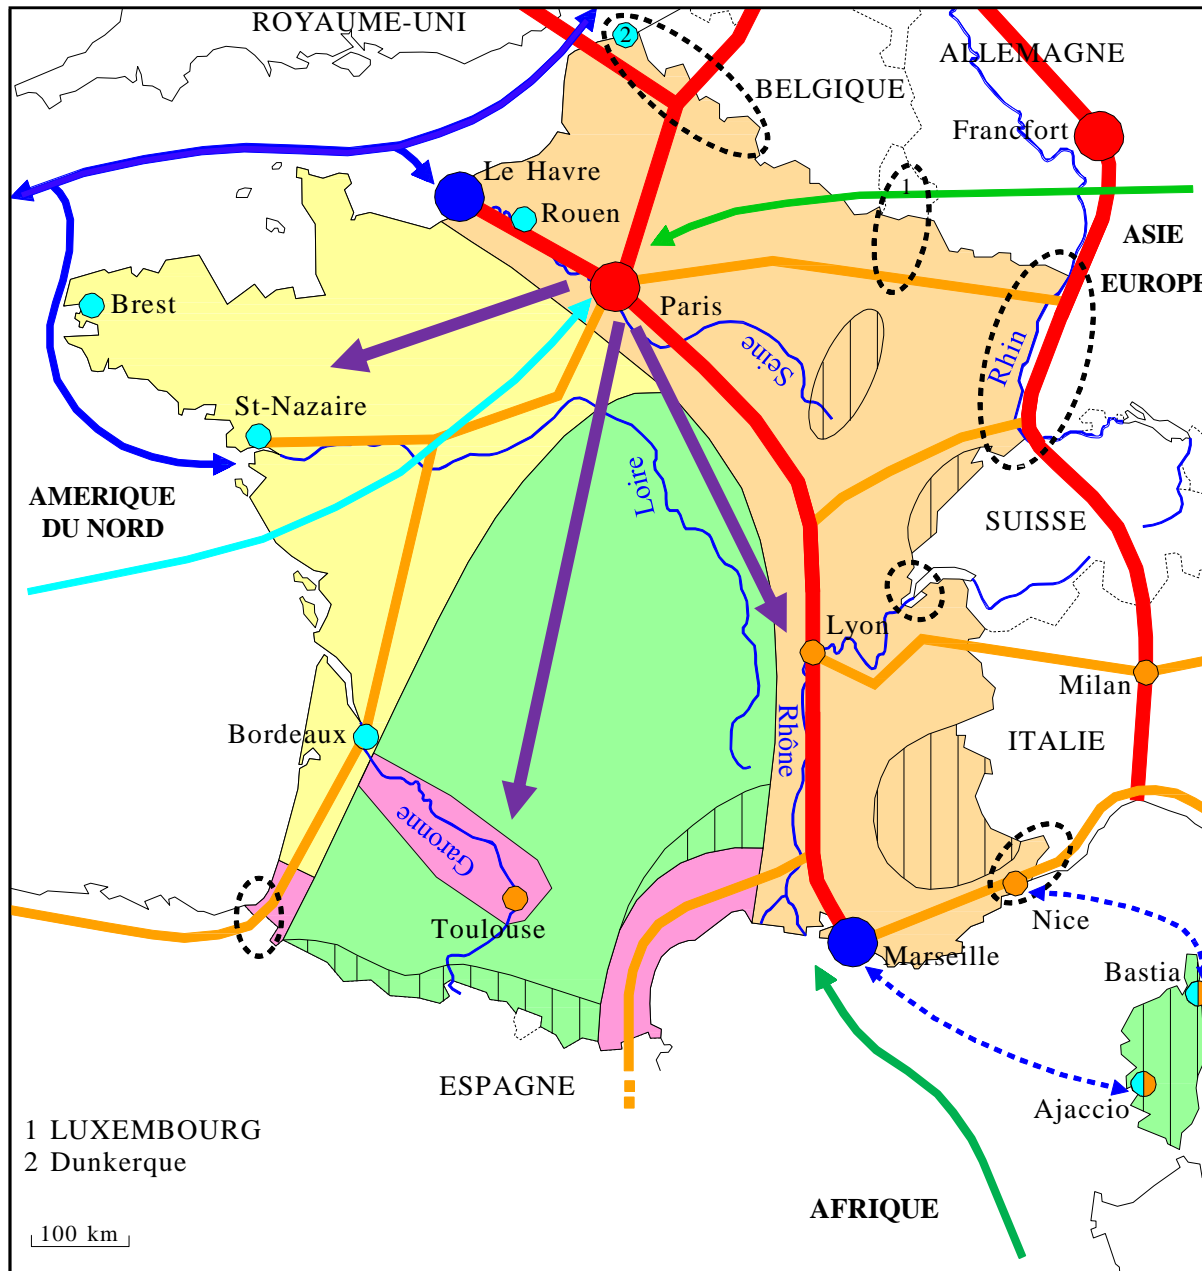 ROYAUME-UNI
2
ALLEMAGNE
BELGIQUE
Francfort
Le Havre
1
Rouen
ASIE
EUROPE
Brest
Paris
Rhin
Seine
St-Nazaire
Loire
AMERIQUE
DU NORD
SUISSE
Lyon
Milan
Rhône
Bordeaux
ITALIE
Garonne
Toulouse
Nice
Marseille
Bastia
ESPAGNE
Ajaccio
1 LUXEMBOURG
2 Dunkerque
AFRIQUE
100 km